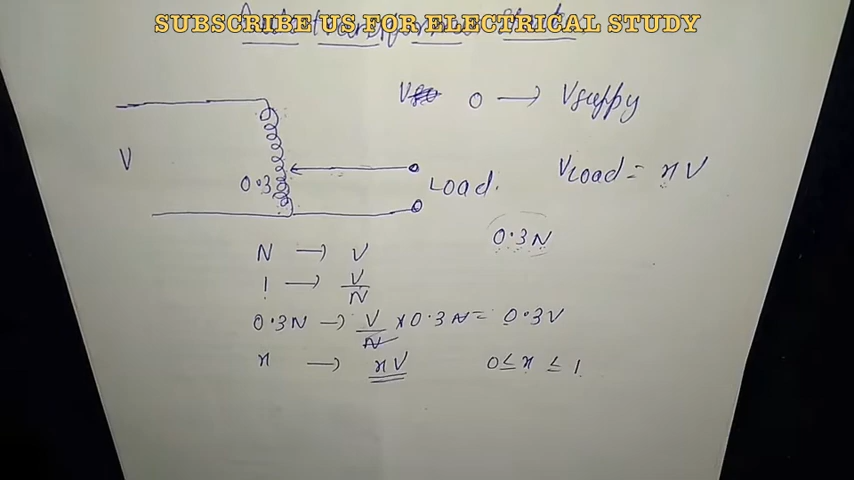 SUBSCRIBE US FOR ELECTRICAL STUDY
0 → Vsuppy
V
VLoad = xV
0.3
Load.
0.3N
N → V
1 → V/N
0.3N → V/N × 0.3N = 0.3V
x → xV 0 ≤ x ≤ 1